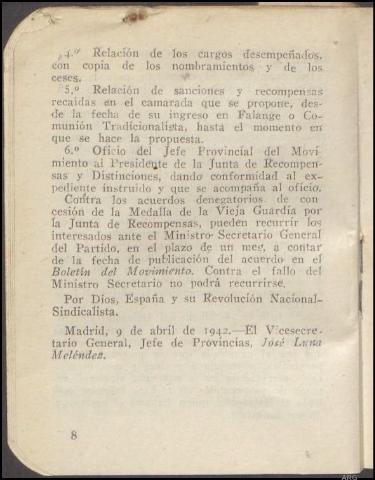 4.º Relación de los cargos desempeñados,
con copia de los nombramientos y de los
ceses.
5.º Relación de sanciones y recompensas
recaídas en el camarada que se propone, des-
de la fecha de su ingreso en Falange o Co-
munión Tradicionalista, hasta el momento en
que se hace la propuesta.
6.º Oficio del Jefe Provincial del Movi-
miento al Presidente de la Junta de Recompen-
sas y Distinciones, dando conformidad al ex-
pediente instruido y que se acompaña al oficio.
Contra los acuerdos denegatorios de con
cesión de la Medalla de la Vieja Guardia por
la Junta de Recompensas, pueden recurrir los
interesados ante el Ministro Secretario General
del Partido, en el plazo de un mes, a contar
de la fecha de publicación del acuerdo en el
Boletín del Movimiento. Contra el fallo del
Ministro Secretario no podrá recurrirse.
Por Dios, España y su Revolución Nacional-
Sindicalista.
Madrid, 9 de abril de 1942.—El Vicesecre-
tario General, Jefe de Provincias, José Luna
Meléndez.
8
ARG